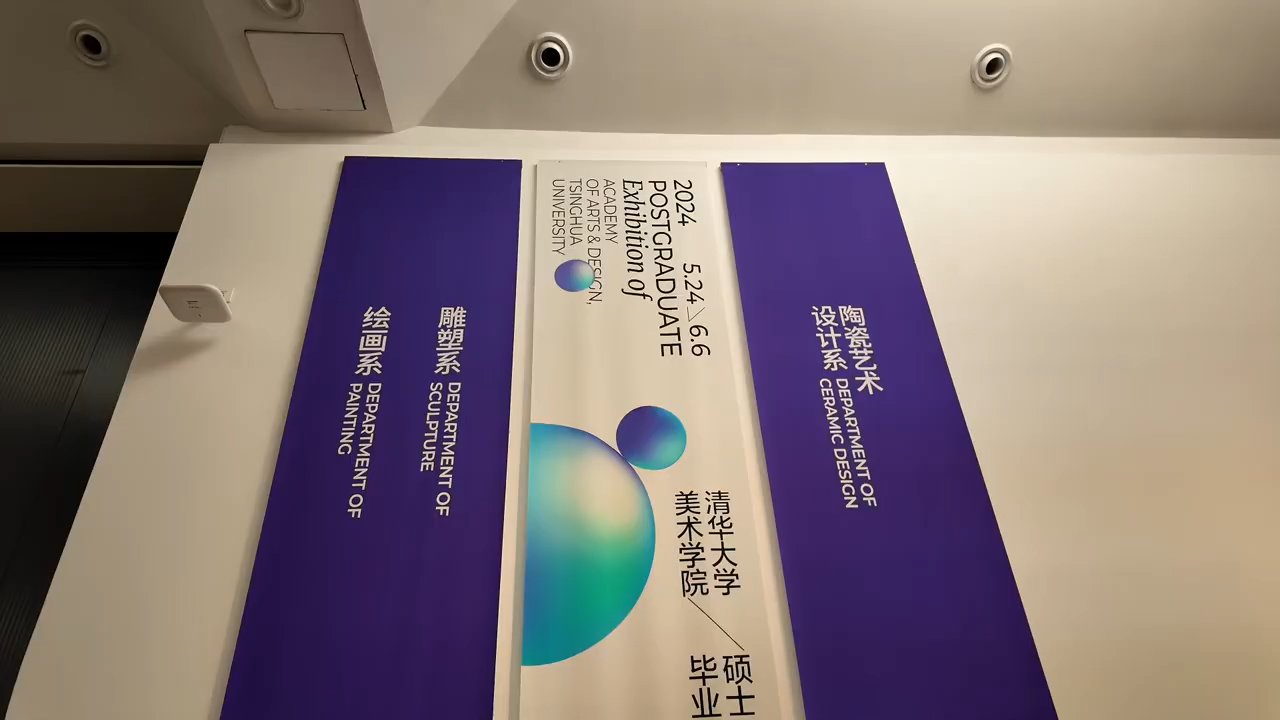 绘画系
DEPARTMENT OF
PAINTING
雕塑系
DEPARTMENT OF
SCULPTURE
2024 5.24 6.6
POSTGRADUATE
Exhibition of
ACADEMY
OF ARTS & DESIGN,
TSINGHUA
UNIVERSITY
清华大学
美术学院
硕士
毕业
陶瓷艺术
设计系
DEPARTMENT OF
CERAMIC DESIGN